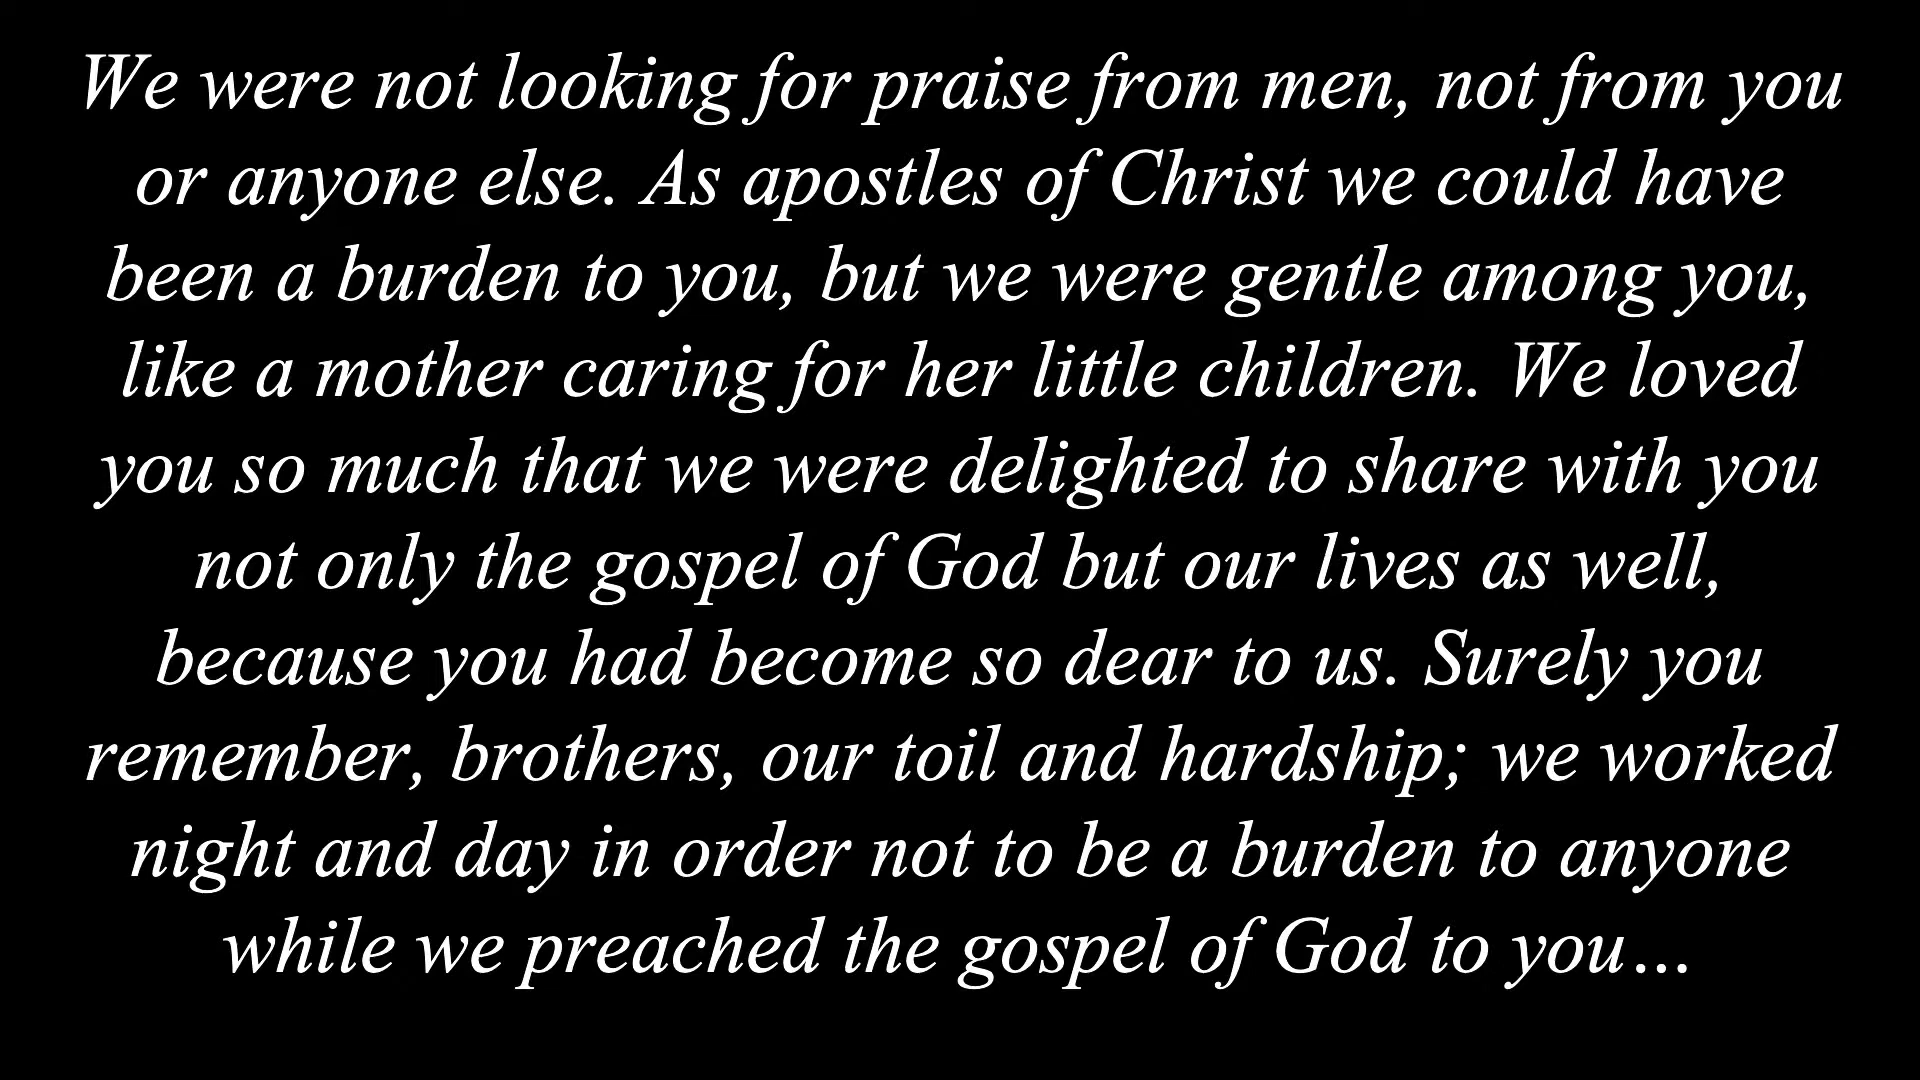 We were not looking for praise from men, not from you
or anyone else. As apostles of Christ we could have
been a burden to you, but we were gentle among you,
like a mother caring for her little children. We loved
you so much that we were delighted to share with you
not only the gospel of God but our lives as well,
because you had become so dear to us. Surely you
remember, brothers, our toil and hardship; we worked
night and day in order not to be a burden to anyone
while we preached the gospel of God to you…